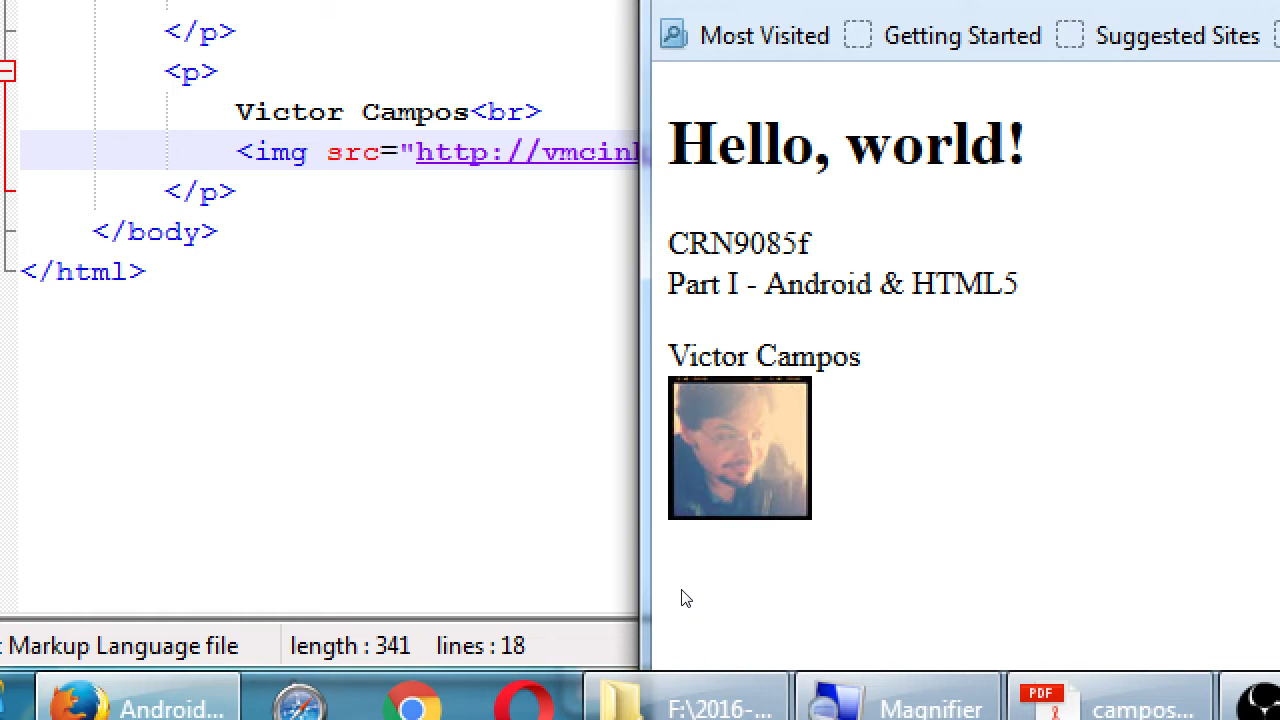 </p>
<p>
Victor Campos<br>
<img src="http://vmcin
</p>
</body>
</html>
Markup Language file length : 341 lines : 18
Most Visited Getting Started Suggested Sites
Hello, world!
CRN9085f
Part I - Android & HTML5
Victor Campos
Android... F:\2016-... Magnifier PDF campos...